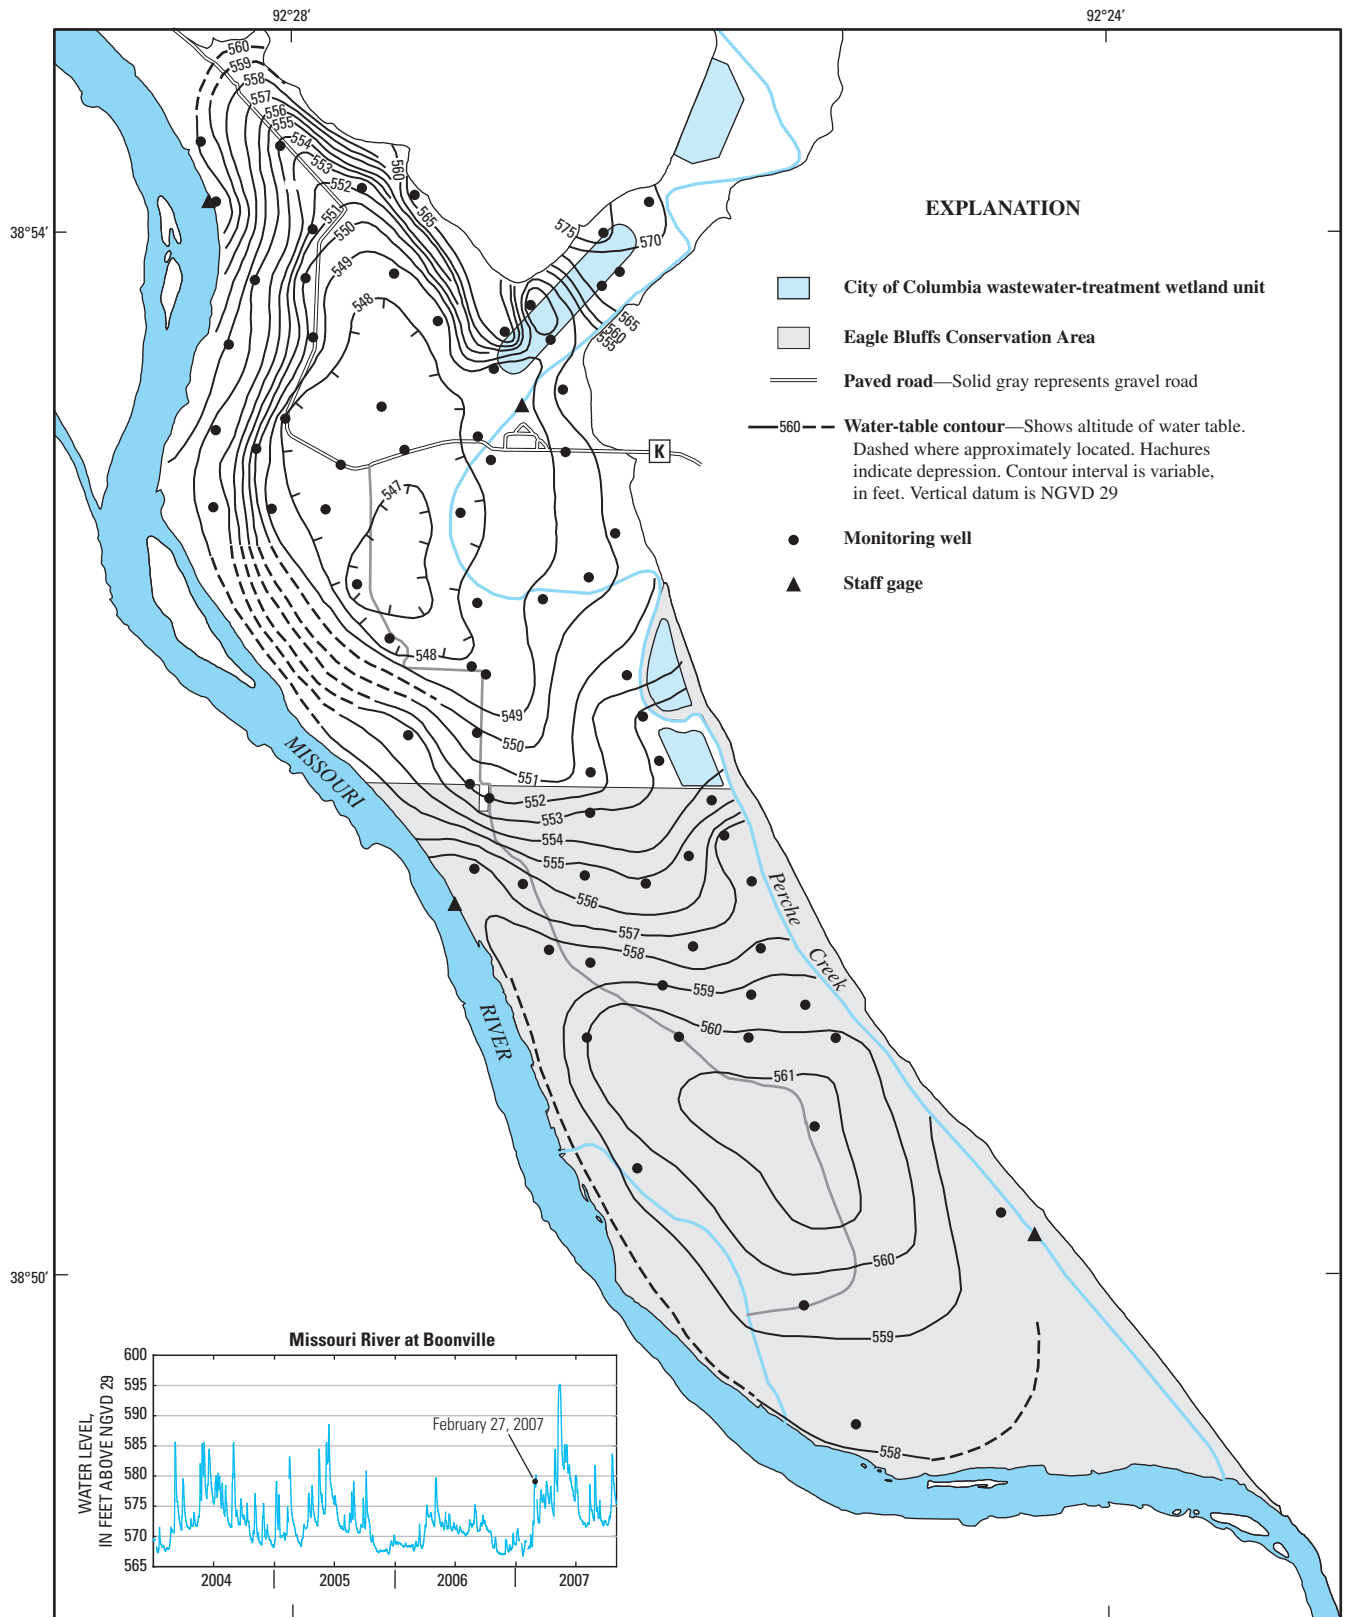 92°28′
92°24′
38°54′
38°50′
560
559
558
557
556
555
554
553
552
551
550
549
548
560
565
575
570
565
560
555
K
547
548
549
550
551
552
553
554
555
556
557
558
559
560
561
560
559
558
MISSOURI
RIVER
Perche
Creek
EXPLANATION
City of Columbia wastewater-treatment wetland unit
Eagle Bluffs Conservation Area
Paved road—Solid gray represents gravel road
560
Water-table contour—Shows altitude of water table.
Dashed where approximately located. Hachures
indicate depression. Contour interval is variable,
in feet. Vertical datum is NGVD 29
Monitoring well
Staff gage
Missouri River at Boonville
WATER LEVEL,
IN FEET ABOVE NGVD 29
600
595
590
585
580
575
570
565
February 27, 2007
2004
2005
2006
2007